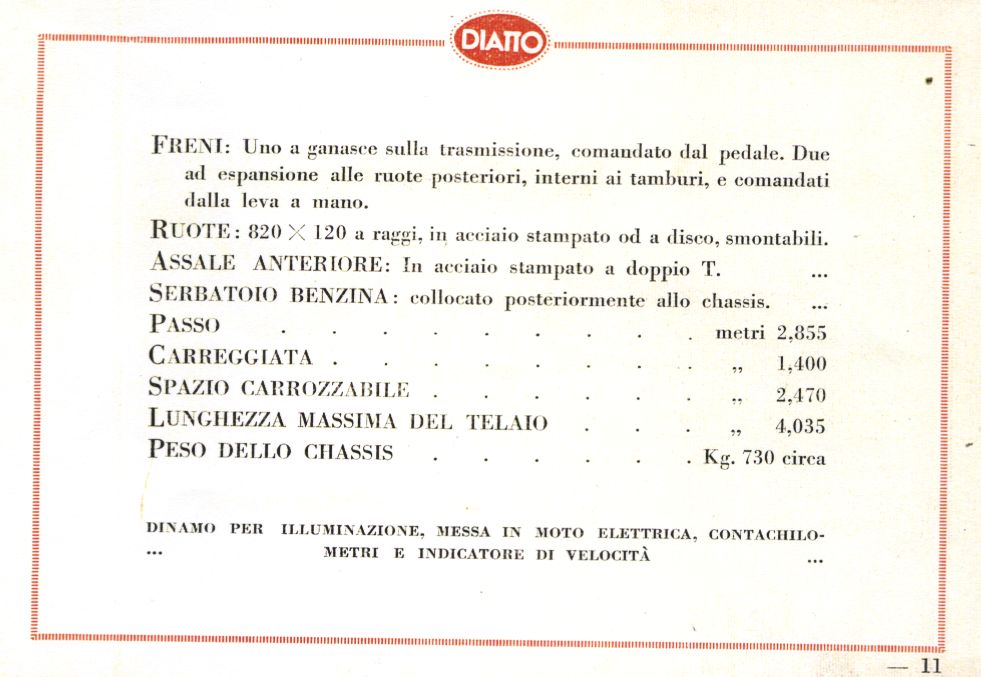 DIATTO
FRENI: Uno a ganasce sulla trasmissione, comandato dal pedale. Due
ad espansione alle ruote posteriori, interni ai tamburi, e comandati
dalla leva a mano.
RUOTE: 820 × 120 a raggi, in acciaio stampato od a disco, smontabili.
ASSALE ANTERIORE: In acciaio stampato a doppio T. ...
SERBATOIO BENZINA: collocato posteriormente allo chassis. ...
PASSO . . . . . . . . . metri 2,855
CARREGGIATA . . . . . . . . „ 1,400
SPAZIO CARROZZABILE . . . . . . „ 2,470
LUNGHEZZA MASSIMA DEL TELAIO . . . „ 4,035
PESO DELLO CHASSIS . . . . . . Kg. 730 circa
DINAMO PER ILLUMINAZIONE, MESSA IN MOTO ELETTRICA, CONTACHILO-
... METRI E INDICATORE DI VELOCITÀ ...
— 11